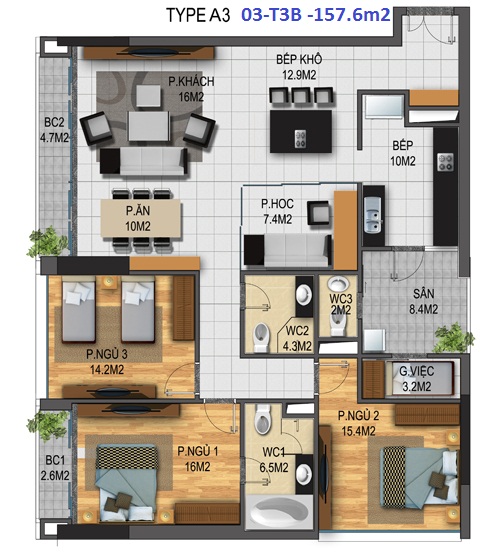 TYPE A3 03-T3B -157.6m2
BẾP KHÔ
12.9M2
P.KHÁCH
16M2
BC2
4.7M2
BẾP
10M2
P.ĂN
10M2
P.HOC
7.4M2
SÂN
8.4M2
WC3
2M2
WC2
4.3M2
P.NGỦ 3
14.2M2
G.VIỆC
3.2M2
P.NGỦ 2
15.4M2
P.NGỦ 1
16M2
WC1
6.5M2
BC1
2.6M2